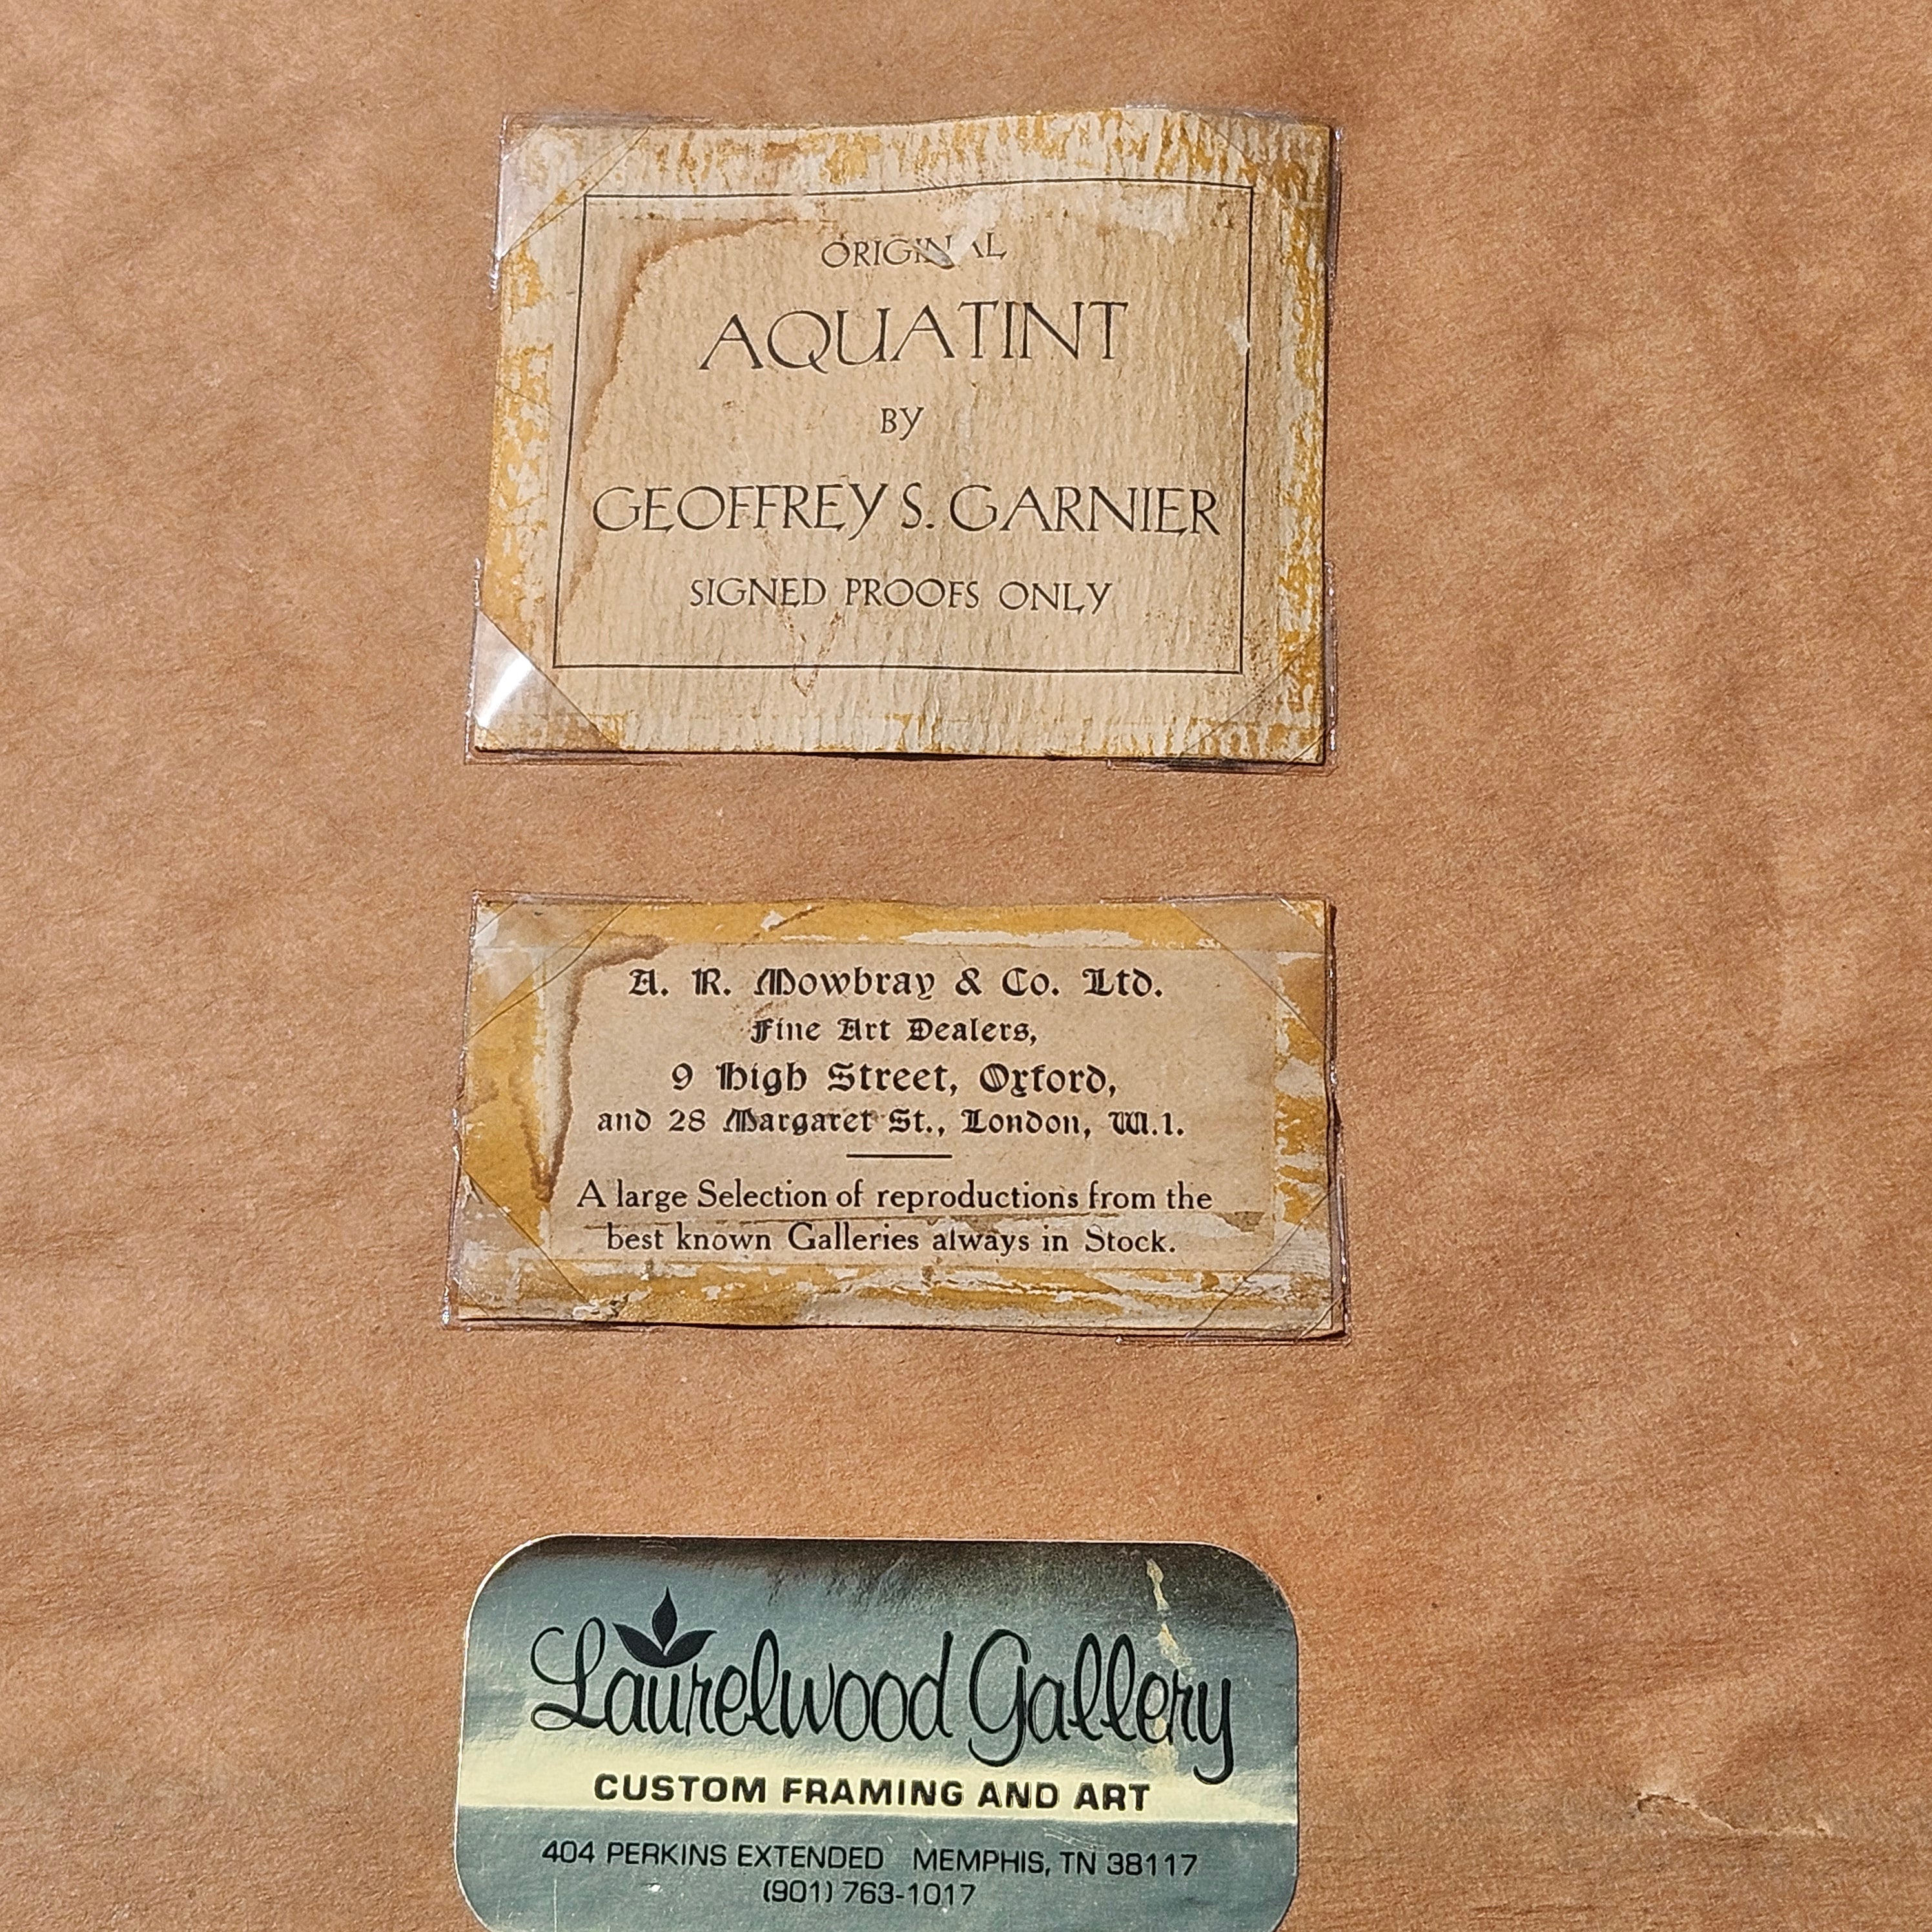 ORIGINAL
AQUATINT
BY
GEOFFREY S. GARNIER
SIGNED PROOFS ONLY
A. R. Mowbray & Co. Ltd.
Fine Art Dealers,
9 High Street, Oxford,
and 28 Margaret St., London, W.1.
A large Selection of reproductions from the
best known Galleries always in Stock.
Laurelwood Gallery
CUSTOM FRAMING AND ART
404 PERKINS EXTENDED MEMPHIS, TN 38117
(901) 763-1017